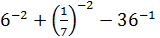 6⁻² + (1/7)⁻² − 36⁻¹